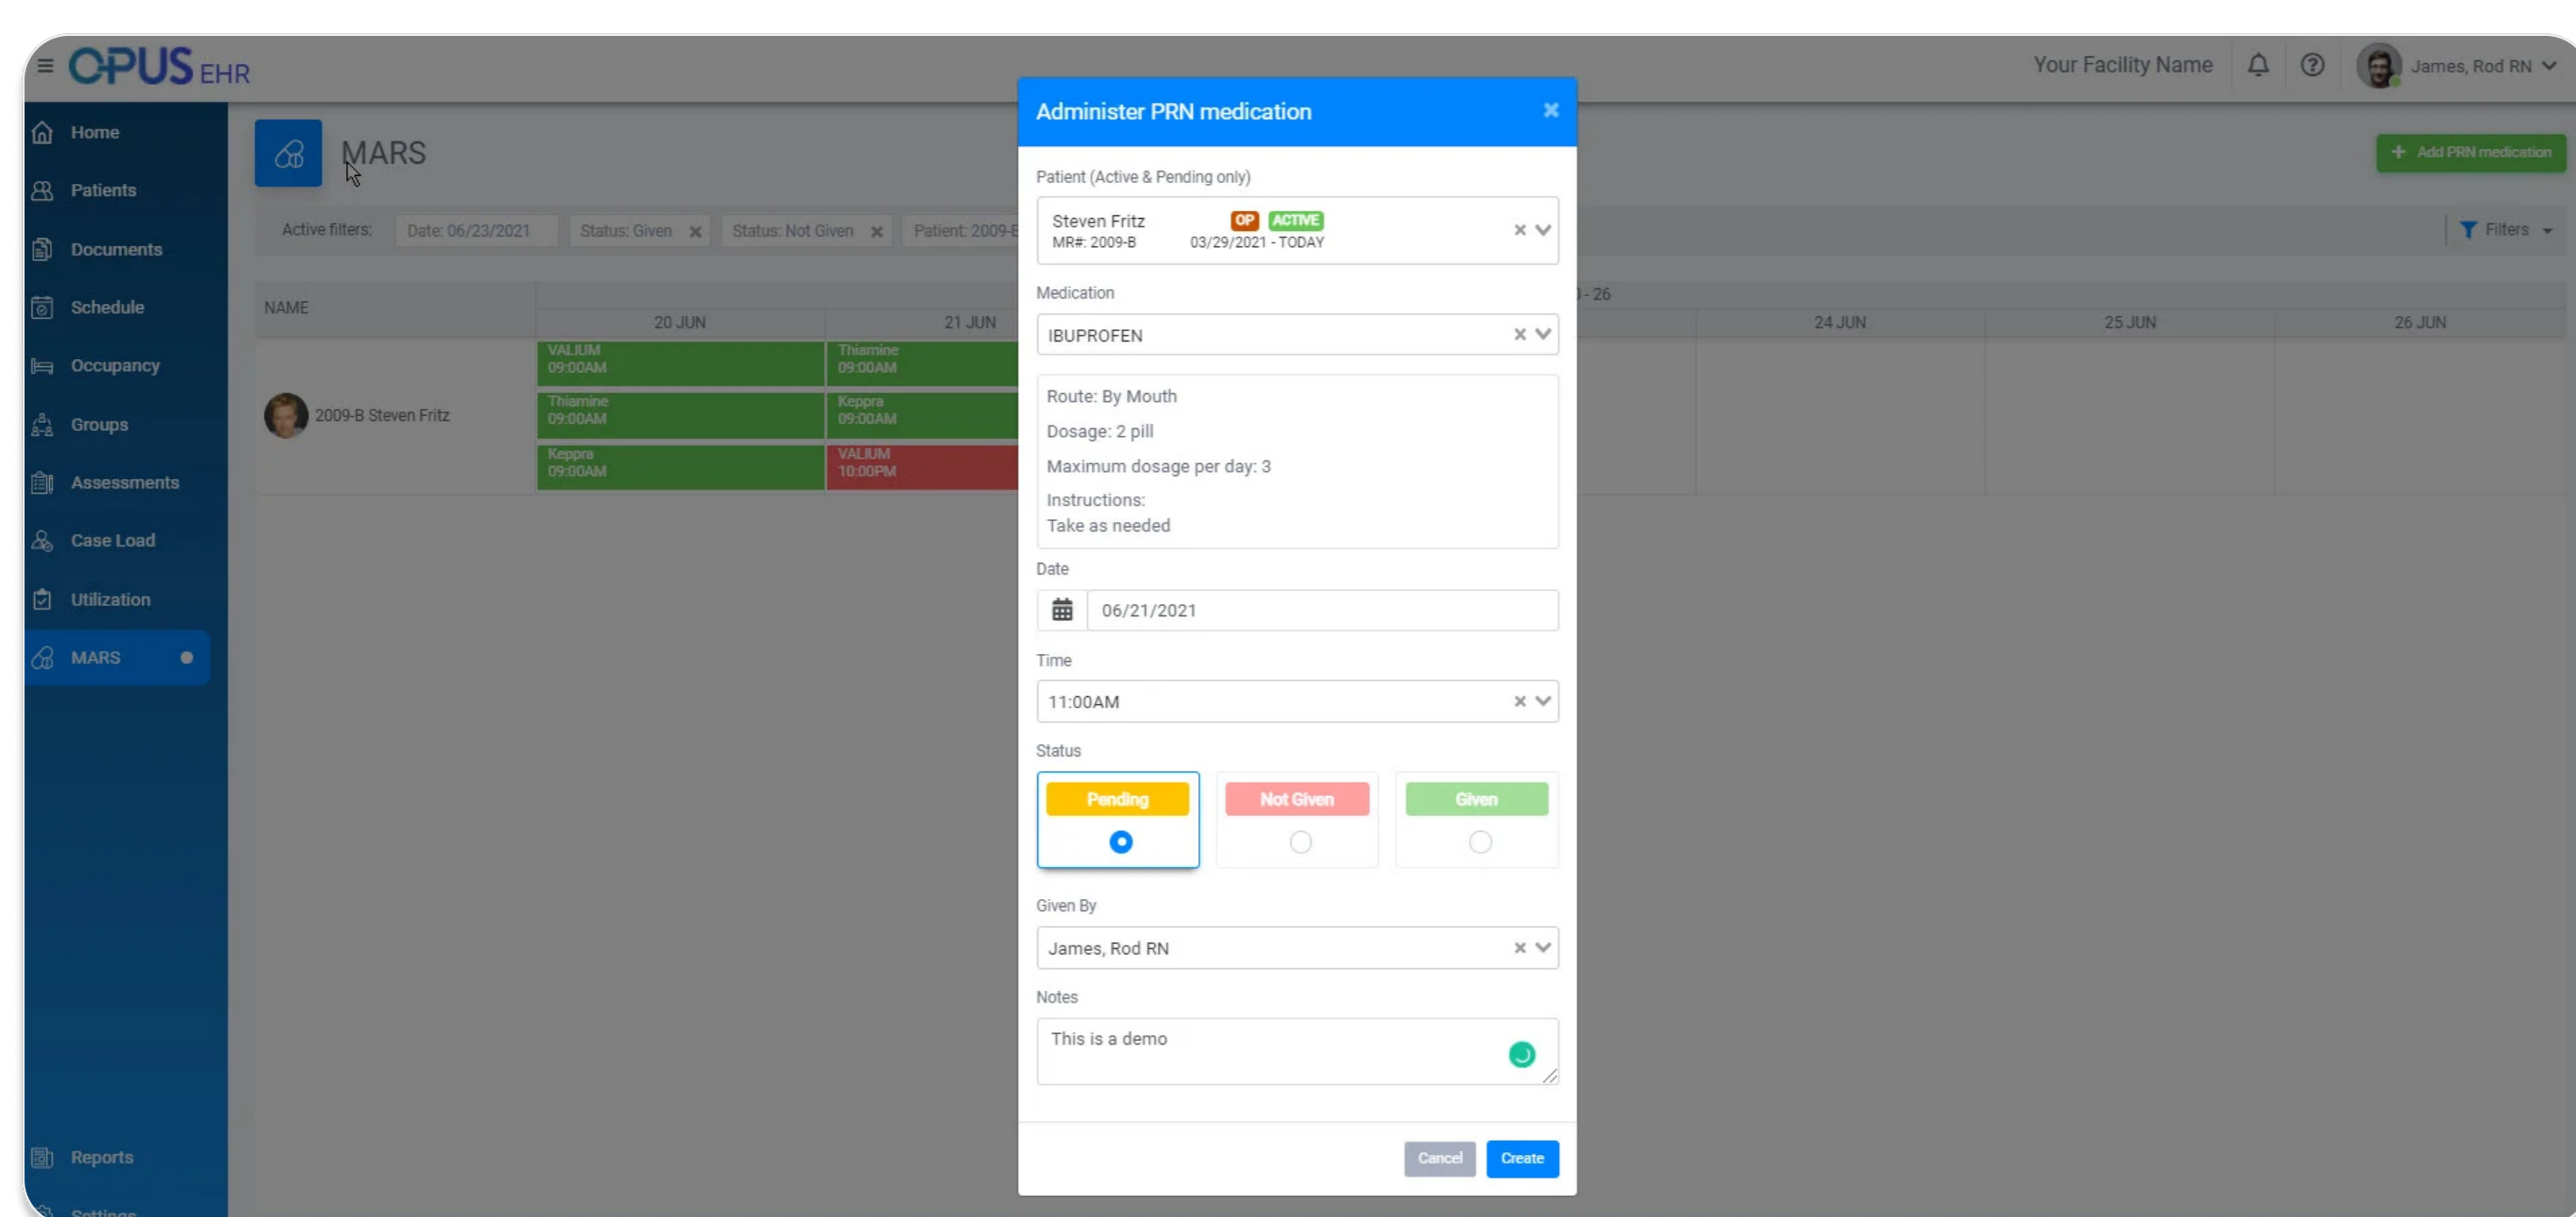 OPUS EHR
Your Facility Name
James, Rod RN
Home
Patients
Documents
Schedule
Occupancy
Groups
Assessments
Case Load
Utilization
MARS
Reports
Settings
MARS
+ Add PRN medication
Active filters:
Date: 06/23/2021
Status: Given
Status: Not Given
Patient: 2009-B
Filters
NAME
- 26
20 JUN
21 JUN
24 JUN
25 JUN
26 JUN
2009-B Steven Fritz
VALIUM
09:00AM
Thiamine
09:00AM
Thiamine
09:00AM
Keppra
09:00AM
Keppra
09:00AM
VALIUM
10:00PM
Administer PRN medication
Patient (Active & Pending only)
Steven Fritz OP ACTIVE
MR#: 2009-B 03/29/2021 - TODAY
Medication
IBUPROFEN
Route: By Mouth
Dosage: 2 pill
Maximum dosage per day: 3
Instructions:
Take as needed
Date
06/21/2021
Time
11:00AM
Status
Pending
Not Given
Given
Given By
James, Rod RN
Notes
This is a demo
Cancel
Create